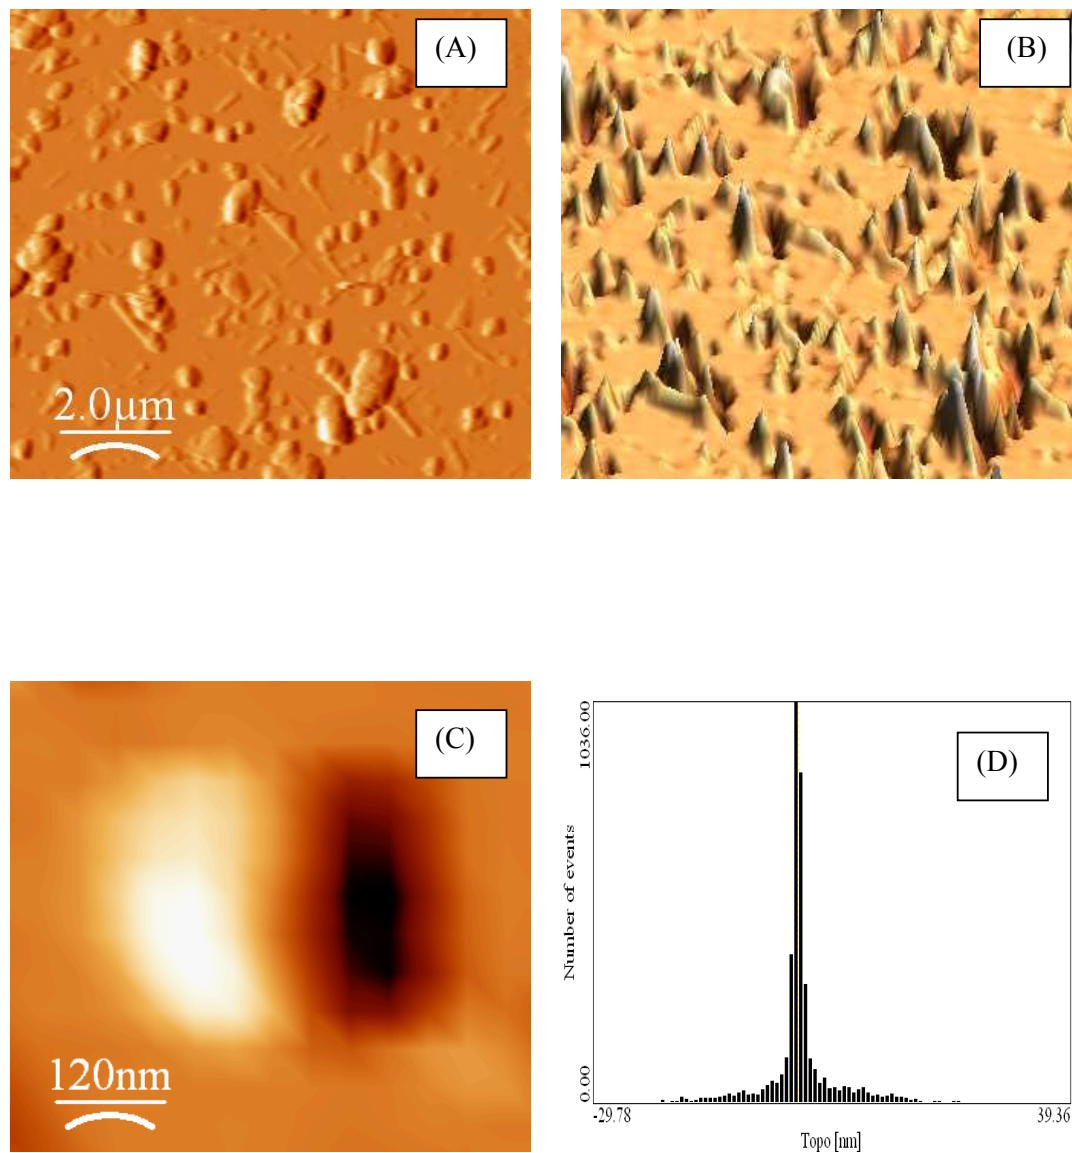 (A)
(B)
2.0µm
(C)
120nm
(D)
1036.00
Number of events
0.00
-29.78
39.36
Topo [nm]